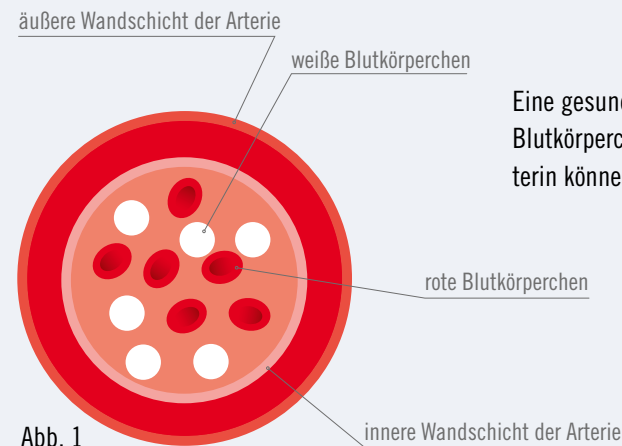 äußere Wandschicht der Arterie
weiße Blutkörperchen
Eine gesun
Blutkörperc
terin könne
rote Blutkörperchen
innere Wandschicht der Arterie
Abb. 1